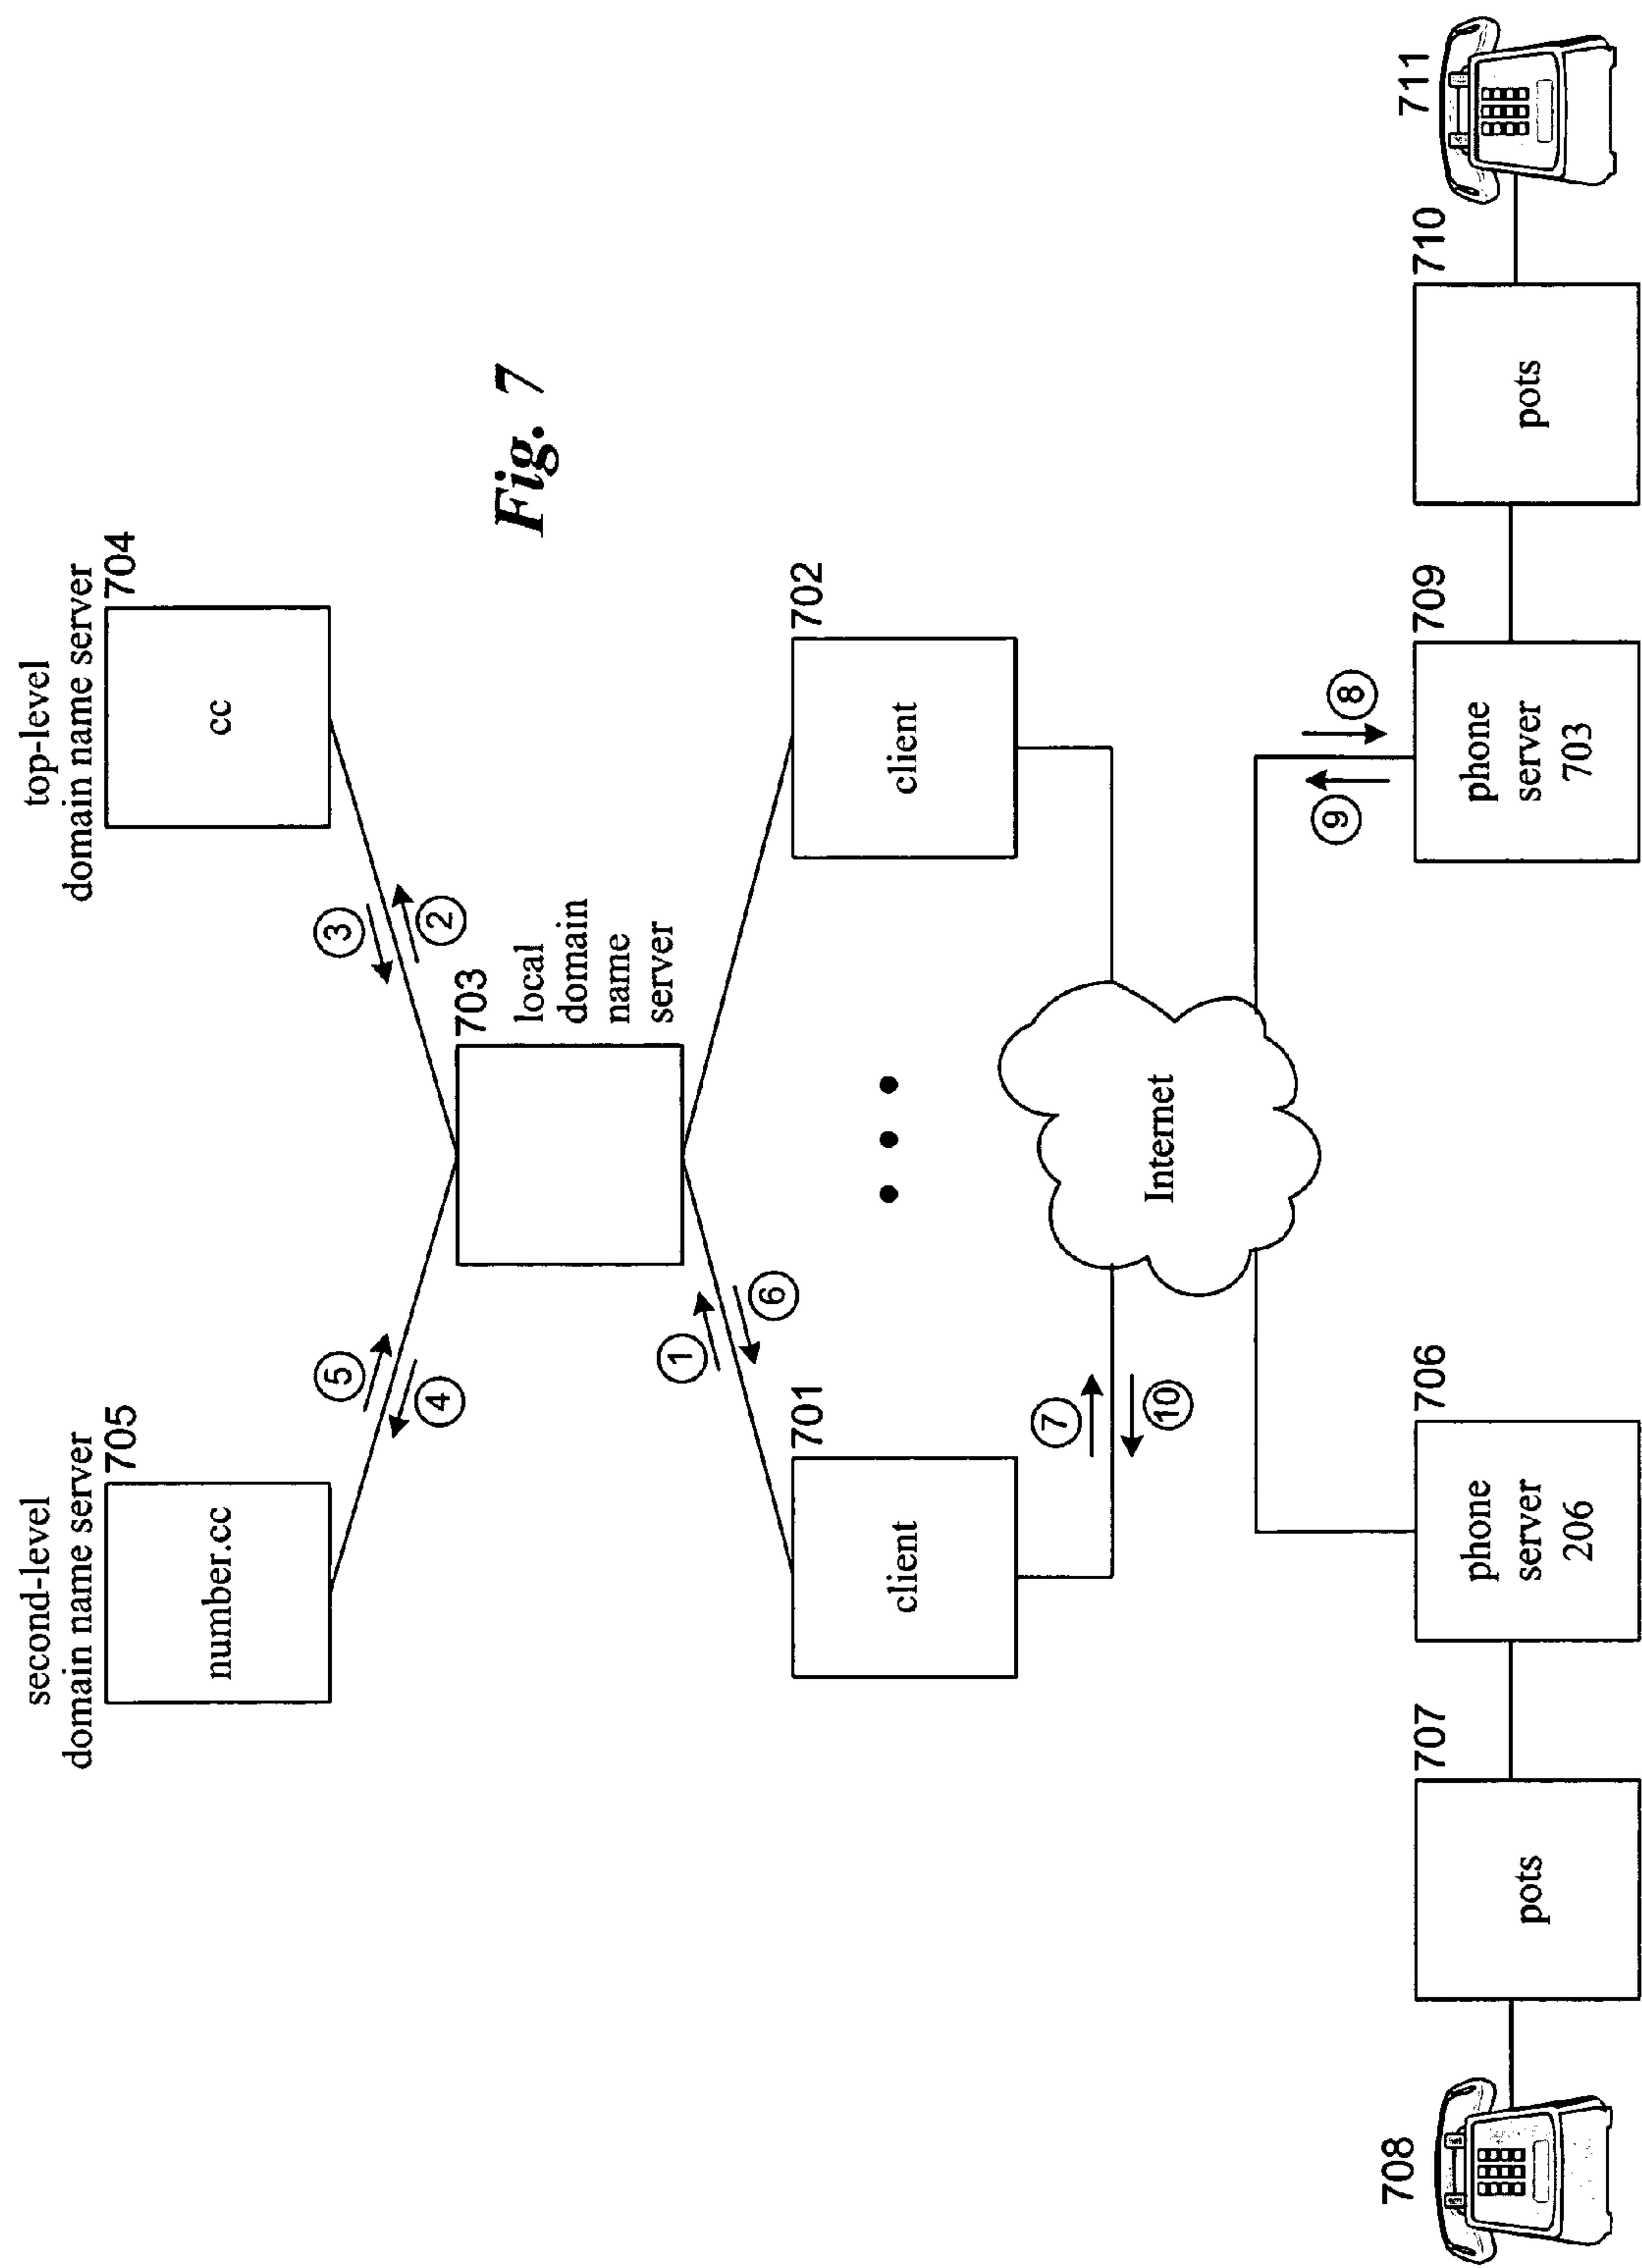 second-level
domain name server
705
number.cc
top-level
domain name server
704
cc
5
4
3
2
703
local
domain
name
server
Fig. 7
1
6
701
client
702
client
7
10
Internet
9
8
708
707
pots
706
phone
server
206
709
phone
server
703
710
pots
711